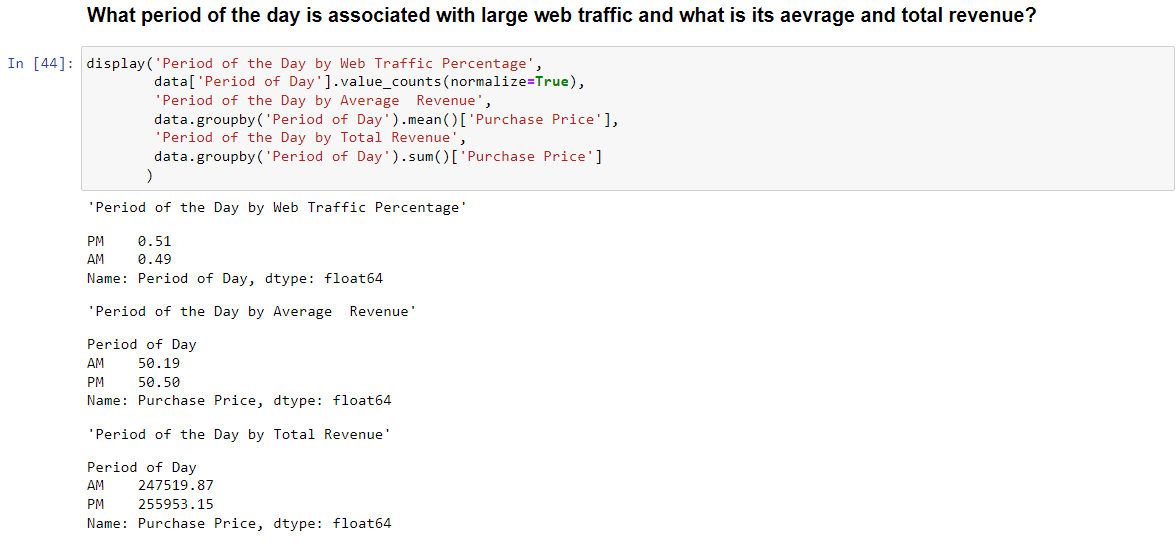 What period of the day is associated with large web traffic and what is its aevrage and total revenue?
In [44]: display('Period of the Day by Web Traffic Percentage',
data['Period of Day'].value_counts(normalize=True),
'Period of the Day by Average  Revenue',
data.groupby('Period of Day').mean()['Purchase Price'],
'Period of the Day by Total Revenue',
data.groupby('Period of Day').sum()['Purchase Price']
)
'Period of the Day by Web Traffic Percentage'
PM    0.51
AM    0.49
Name: Period of Day, dtype: float64
'Period of the Day by Average  Revenue'
Period of Day
AM    50.19
PM    50.50
Name: Purchase Price, dtype: float64
'Period of the Day by Total Revenue'
Period of Day
AM    247519.87
PM    255953.15
Name: Purchase Price, dtype: float64